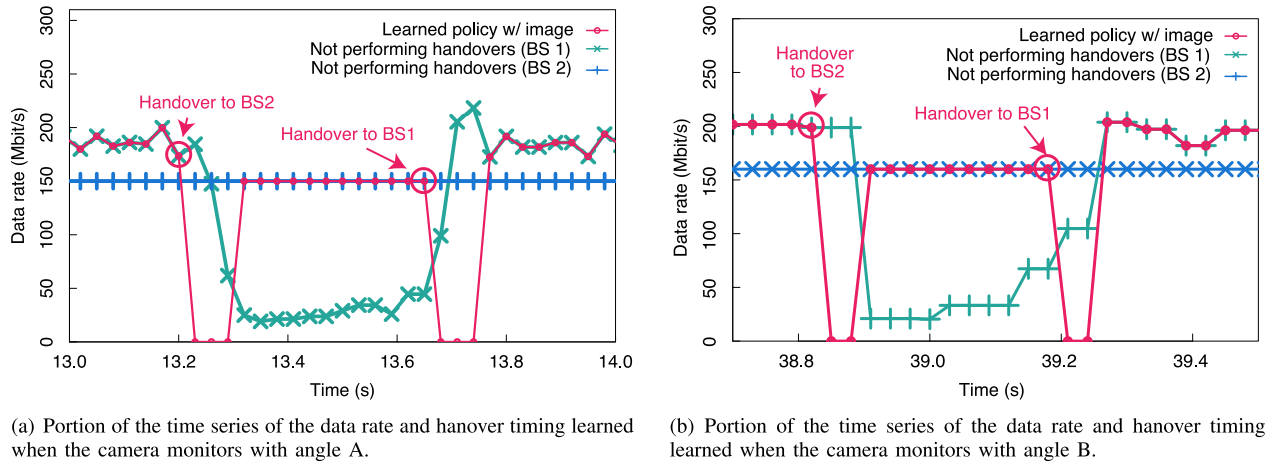 Learned policy w/ image
Not performing handovers (BS 1)
Not performing handovers (BS 2)
Handover to BS2
Handover to BS1
Data rate (Mbit/s)
300
250
200
150
100
50
0
13.0
13.2
13.4
13.6
13.8
14.0
Time (s)
(a) Portion of the time series of the data rate and hanover timing learned
when the camera monitors with angle A.
Learned policy w/ image
Not performing handovers (BS 1)
Not performing handovers (BS 2)
Handover
to BS2
Handover to BS1
Data rate (Mbit/s)
300
250
200
150
100
50
0
38.8
39.0
39.2
39.4
Time (s)
(b) Portion of the time series of the data rate and hanover timing
learned when the camera monitors with angle B.